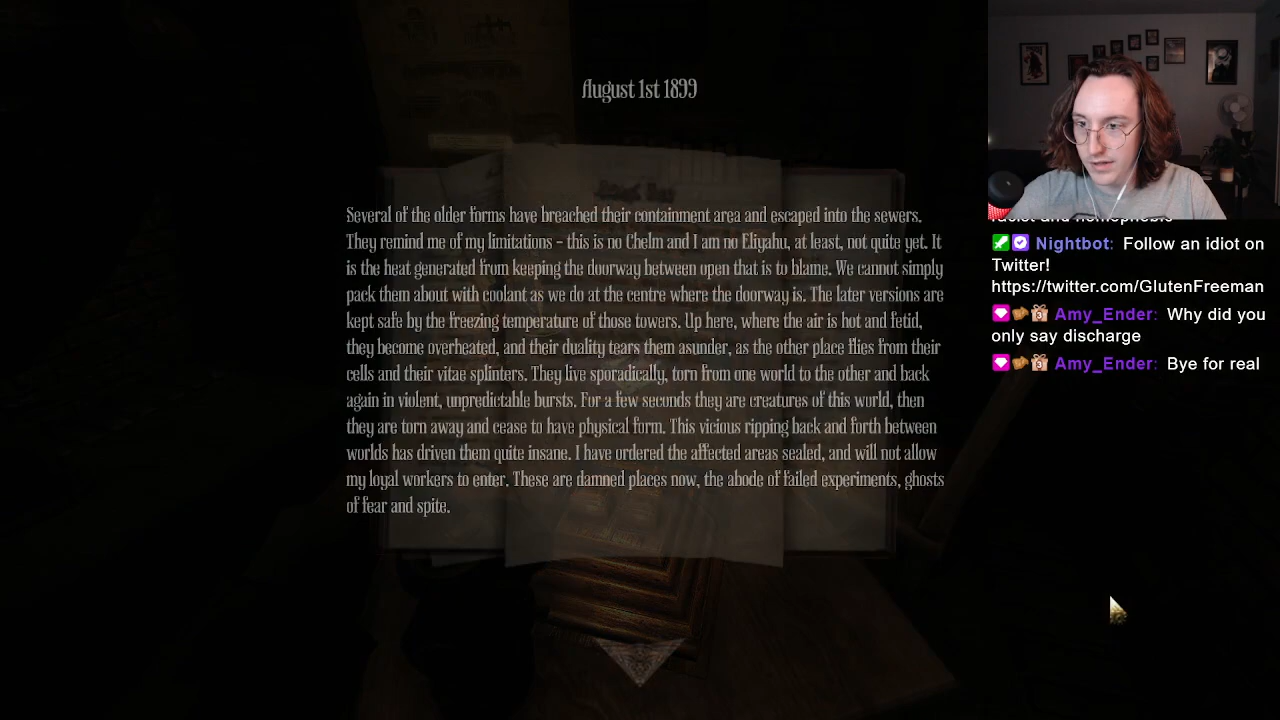 August 1st 1899
Several of the older forms have breached their containment area and escaped into the sewers.
They remind me of my limitations - this is no Chelm and I am no Eliyahu, at least, not quite yet. It
is the heat generated from keeping the doorway between open that is to blame. We cannot simply
pack them about with coolant as we do at the centre where the doorway is. The later versions are
kept safe by the freezing temperature of those towers. Up here, where the air is hot and fetid,
they become overheated, and their duality tears them asunder, as the other place flies from their
cells and their vitae splinters. They live sporadically, torn from one world to the other and back
again in violent, unpredictable bursts. For a few seconds they are creatures of this world, then
they are torn away and cease to have physical form. This vicious ripping back and forth between
worlds has driven them quite insane. I have ordered the affected areas sealed, and will not allow
my loyal workers to enter. These are damned places now, the abode of failed experiments, ghosts
of fear and spite.
racist and homophobic
Nightbot: Follow an idiot on
Twitter!
https://twitter.com/GlutenFreeman
Amy_Ender: Why did you
only say discharge
Amy_Ender: Bye for real